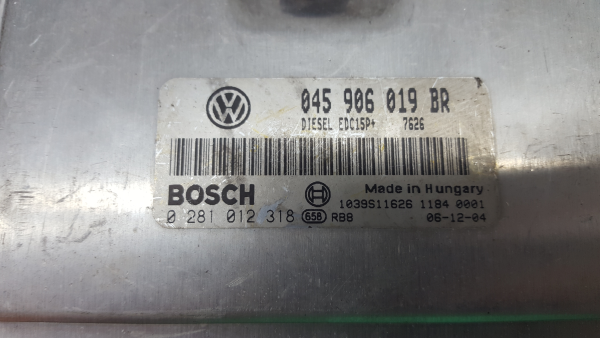 045 906 019 BR
DIESEL EDC15P+ 7626
BOSCH
Made in Hungary
1039S11626 1184 0001
0 281 012 318 658 RBB 06-12-04